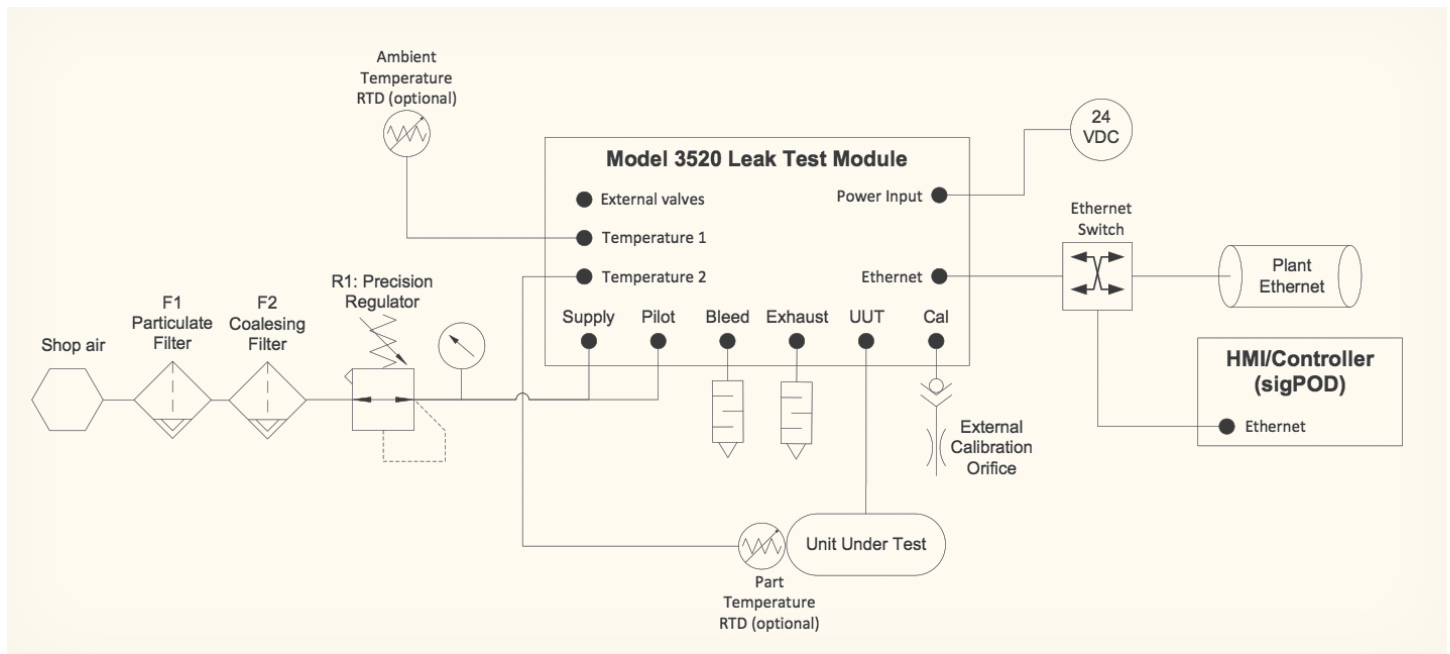 Ambient
Temperature
RTD (optional)
24
VDC
Model 3520 Leak Test Module
External valves
Power Input
Temperature 1
Temperature 2
Ethernet
Supply
Pilot
Bleed
Exhaust
UUT
Cal
Ethernet
Switch
Plant
Ethernet
HMI/Controller
(sigPOD)
Ethernet
Shop air
F1
Particulate
Filter
F2
Coalesing
Filter
R1: Precision
Regulator
External
Calibration
Orifice
Unit Under Test
Part
Temperature
RTD (optional)